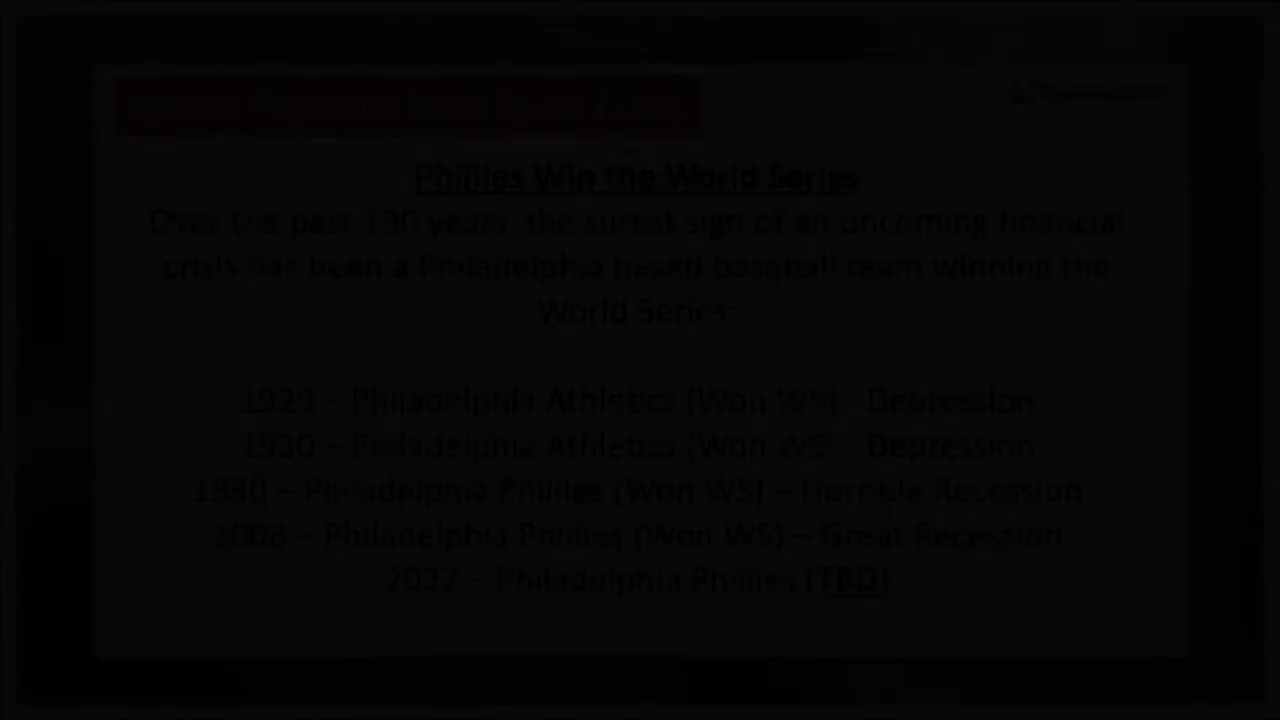 Phillies Win the World Series
Over the past 100 years, the surest sign of an oncoming financial
crisis has been a Philadelphia based baseball team winning the
World Series:
1929 – Philadelphia Athletics (Won WS) - Depression
1930 – Philadelphia Athletics (Won WS) - Depression
1980 – Philadelphia Phillies (Won WS) – Horrible Recession
2008 – Philadelphia Phillies (Won WS) – Great Recession
2022 – Philadelphia Phillies (TBD)